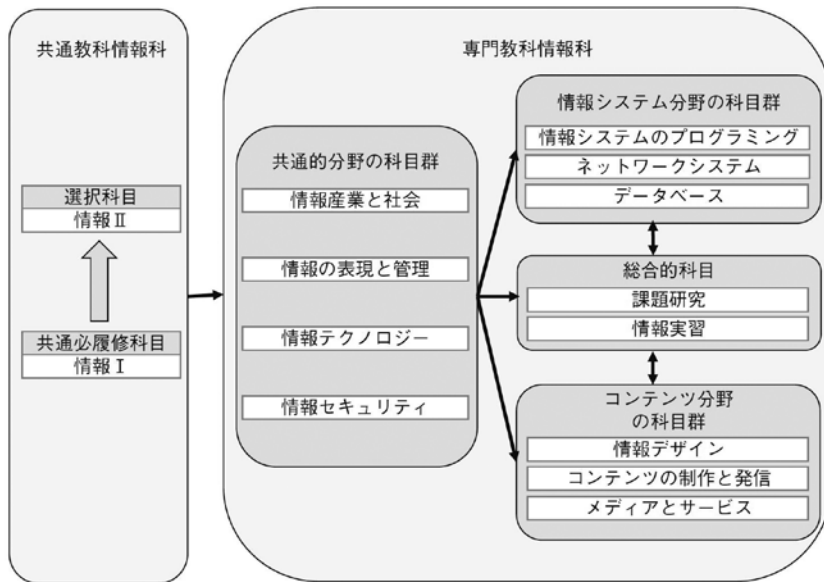 共通教科情報科
選択科目
情報Ⅱ
共通必履修科目
情報Ⅰ
専門教科情報科
共通的分野の科目群
情報産業と社会
情報の表現と管理
情報テクノロジー
情報セキュリティ
情報システム分野の科目群
情報システムのプログラミング
ネットワークシステム
データベース
総合的科目
課題研究
情報実習
コンテンツ分野
の科目群
情報デザイン
コンテンツの制作と発信
メディアとサービス